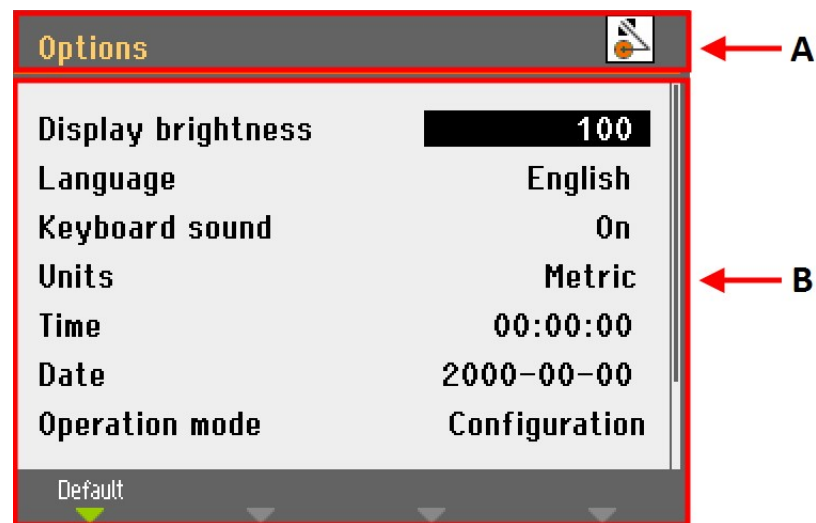 Options
A
Display brightness 100
Language English
Keyboard sound On
Units Metric
B
Time 00:00:00
Date 2000-00-00
Operation mode Configuration
Default